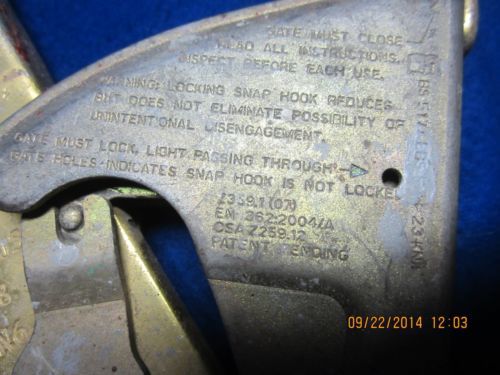 GATE MUST CLOSE
READ ALL INSTRUCTIONS.
INSPECT BEFORE EACH USE.
WARNING: LOCKING SNAP HOOK REDUCES
BUT DOES NOT ELIMINATE POSSIBILITY OF
UNINTENTIONAL DISENGAGEMENT.
GATE MUST LOCK, LIGHT PASSING THROUGH
GATE HOLES INDICATES SNAP HOOK IS NOT LOCKED
Z359.1 (07)
EN 362:2004/A
CSA Z259.12
PATENT PENDING
09/22/2014 12:03